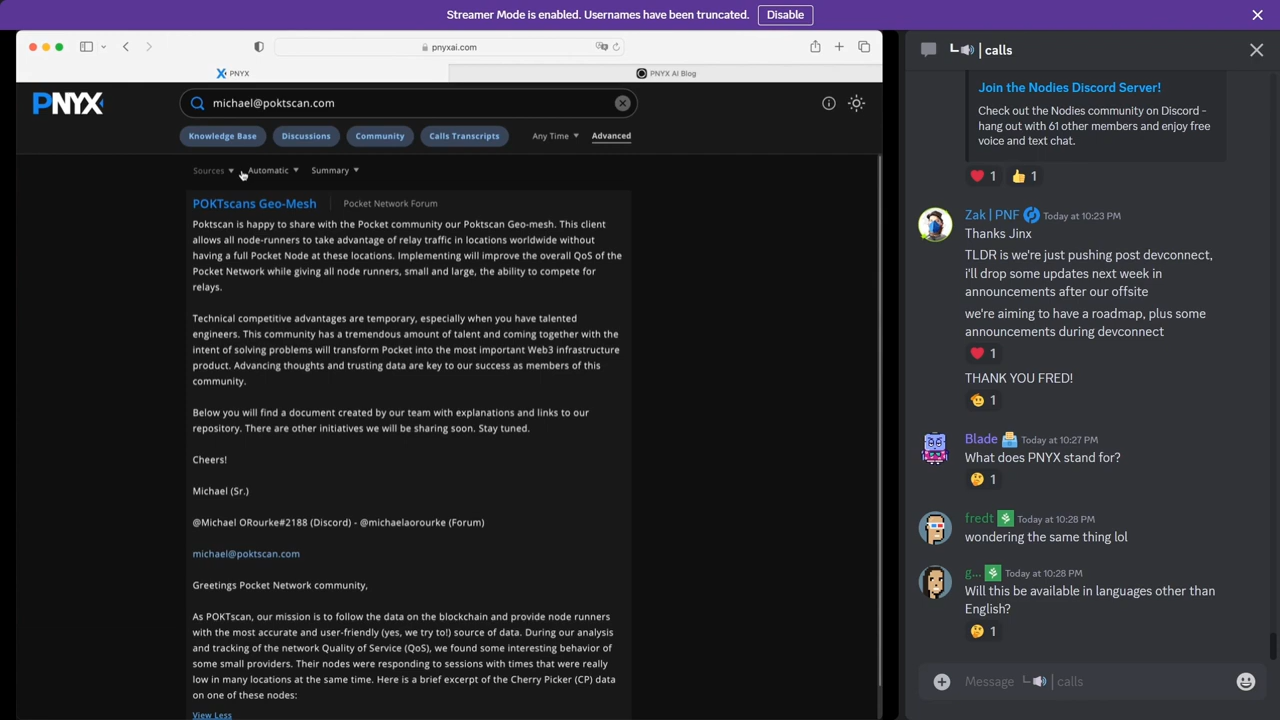 Streamer Mode is enabled. Usernames have been truncated. Disable
pnyxai.com
PNYX
PNYX AI Blog
PNYX
michael@poktscan.com
Knowledge Base
Discussions
Community
Calls Transcripts
Any Time
Advanced
Sources
Automatic
Summary
POKTscans Geo-Mesh
Pocket Network Forum
Poktscan is happy to share with the Pocket community our Poktscan Geo-mesh. This client
allows all node-runners to take advantage of relay traffic in locations worldwide without
having a full Pocket Node at these locations. Implementing will improve the overall QoS of the
Pocket Network while giving all node runners, small and large, the ability to compete for
relays.
Technical competitive advantages are temporary, especially when you have talented
engineers. This community has a tremendous amount of talent and coming together with the
intent of solving problems will transform Pocket into the most important Web3 infrastructure
product. Advancing thoughts and trusting data are key to our success as members of this
community.
Below you will find a document created by our team with explanations and links to our
repository. There are other initiatives we will be sharing soon. Stay tuned.
Cheers!
Michael (Sr.)
@Michael ORourke#2188 (Discord) - @michaelaorourke (Forum)
michael@poktscan.com
Greetings Pocket Network community,
As POKTscan, our mission is to follow the data on the blockchain and provide node runners
with the most accurate and user-friendly (yes, we try to!) source of data. During our analysis
and tracking of the network Quality of Service (QoS), we found some interesting behavior of
some small providers. Their nodes were responding to sessions with times that were really
low in many locations at the same time. Here is a brief excerpt of the Cherry Picker (CP) data
on one of these nodes:
View Less
calls
Join the Nodies Discord Server!
Check out the Nodies community on Discord -
hang out with 61 other members and enjoy free
voice and text chat.
1
1
Zak | PNF Today at 10:23 PM
Thanks Jinx
TLDR is we're just pushing post devconnect,
i'll drop some updates next week in
announcements after our offsite
we're aiming to have a roadmap, plus some
announcements during devconnect
1
THANK YOU FRED!
1
Blade Today at 10:27 PM
What does PNYX stand for?
1
fredt Today at 10:28 PM
wondering the same thing lol
g... Today at 10:28 PM
Will this be available in languages other than
English?
1
Message calls